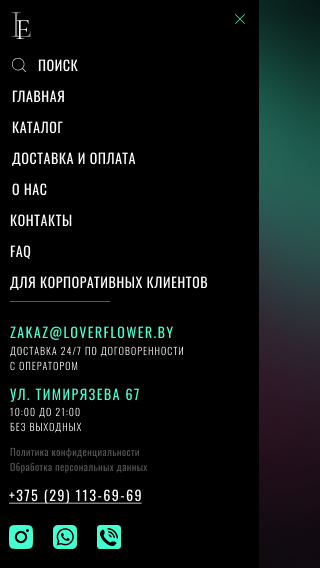 LF
ПОИСК
ГЛАВНАЯ
КАТАЛОГ
ДОСТАВКА И ОПЛАТА
О НАС
КОНТАКТЫ
FAQ
ДЛЯ КОРПОРАТИВНЫХ КЛИЕНТОВ
ZAKAZ@LOVERFLOWER.BY
ДОСТАВКА 24/7 ПО ДОГОВОРЕННОСТИ
С ОПЕРАТОРОМ
УЛ. ТИМИРЯЗЕВА 67
10:00 ДО 21:00
БЕЗ ВЫХОДНЫХ
Политика конфиденциальности
Обработка персональных данных
+375 (29) 113-69-69